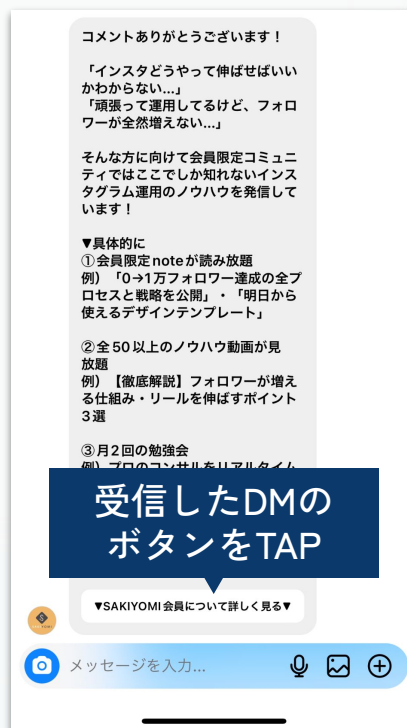 コメントありがとうございます！
「インスタどうやって伸ばせばいい
かわからない...」
「頑張って運用してるけど、フォロ
ワーが全然増えない...」
そんな方に向けて会員限定コミュニ
ティではここでしか知れないインス
タグラム運用のノウハウを発信して
います！
▼具体的に
①会員限定noteが読み放題
例）「0→1万フォロワー達成の全プ
ロセスと戦略を公開」・「明日から
使えるデザインテンプレート」
②全50以上のノウハウ動画が見
放題
例）【徹底解説】フォロワーが増え
る仕組み・リールを伸ばすポイント
3選
③月2回の勉強会
例）プロのコンサルをリアルタイム
受信したDMの
ボタンをTAP
▼SAKIYOMI会員について詳しく見る▼
メッセージを入力...